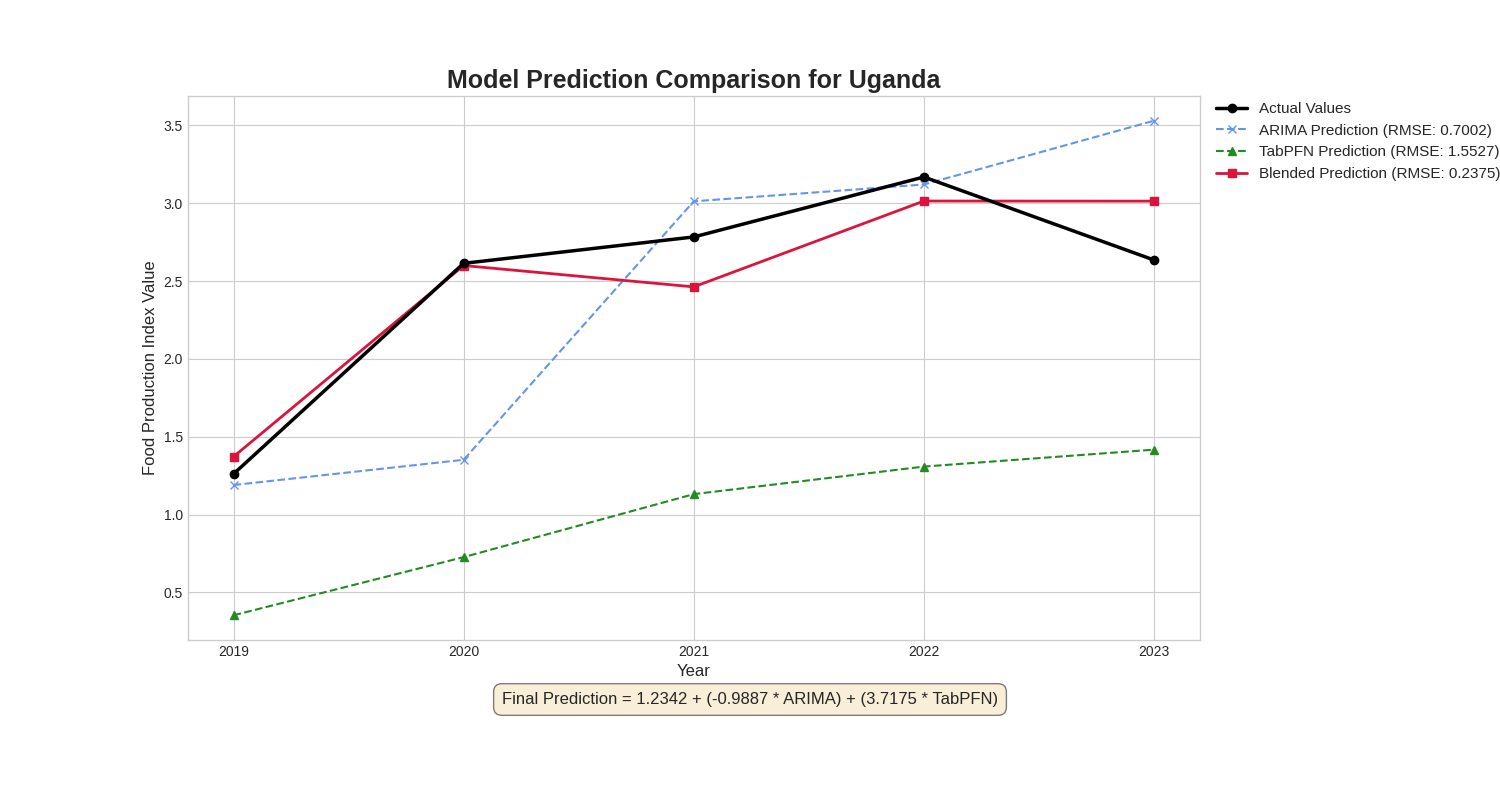 Model Prediction Comparison for Uganda
Actual Values
ARIMA Prediction (RMSE: 0.7002)
TabPFN Prediction (RMSE: 1.5527)
Blended Prediction (RMSE: 0.2375)
Food Production Index Value
3.5
3.0
2.5
2.0
1.5
1.0
0.5
2019 2020 2021 2022 2023
Year
Final Prediction = 1.2342 + (-0.9887 * ARIMA) + (3.7175 * TabPFN)